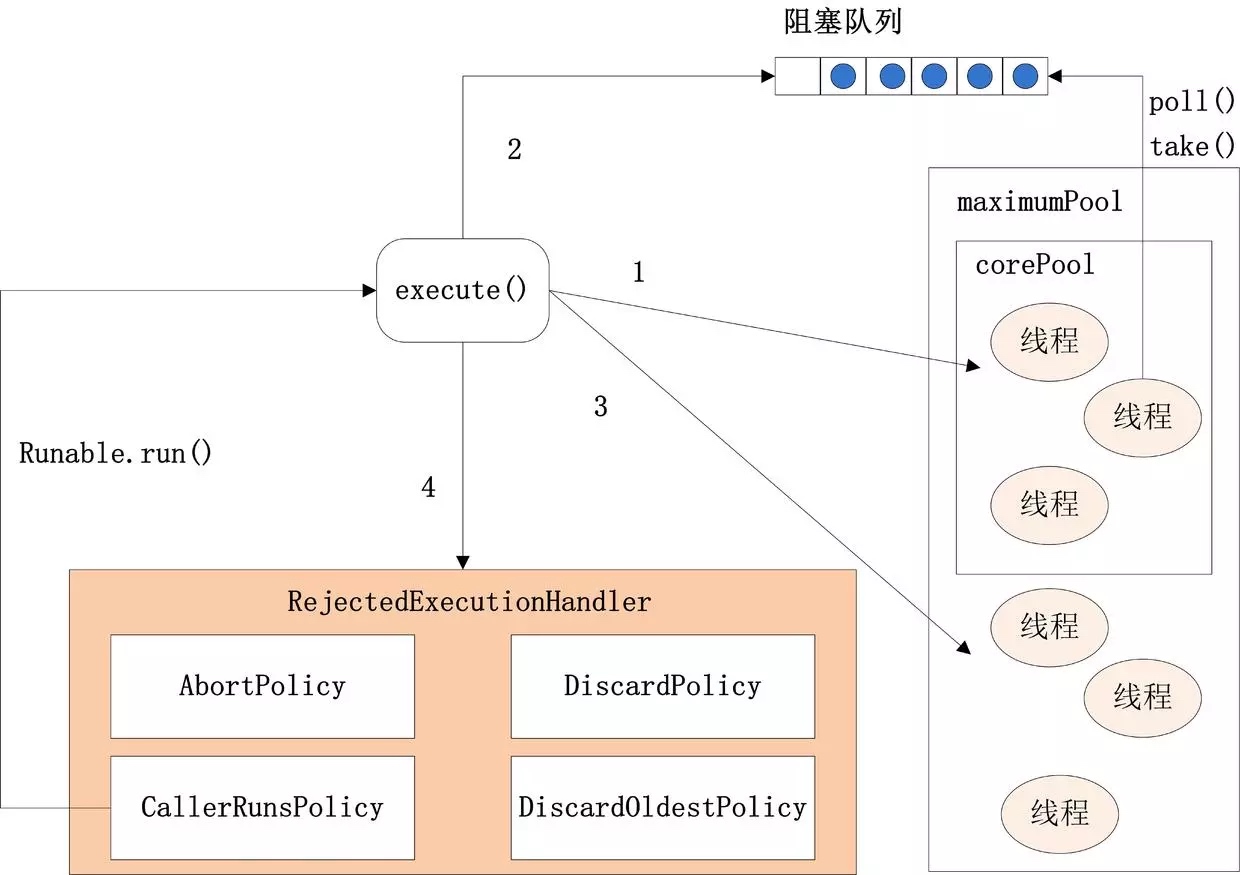 阻塞队列
poll()
take()
2
maximumPool
corePool
1
execute()
线程
线程
3
Runable.run()
4
线程
RejectedExecutionHandler
线程
AbortPolicy
DiscardPolicy
线程
CallerRunsPolicy
DiscardOldestPolicy
线程